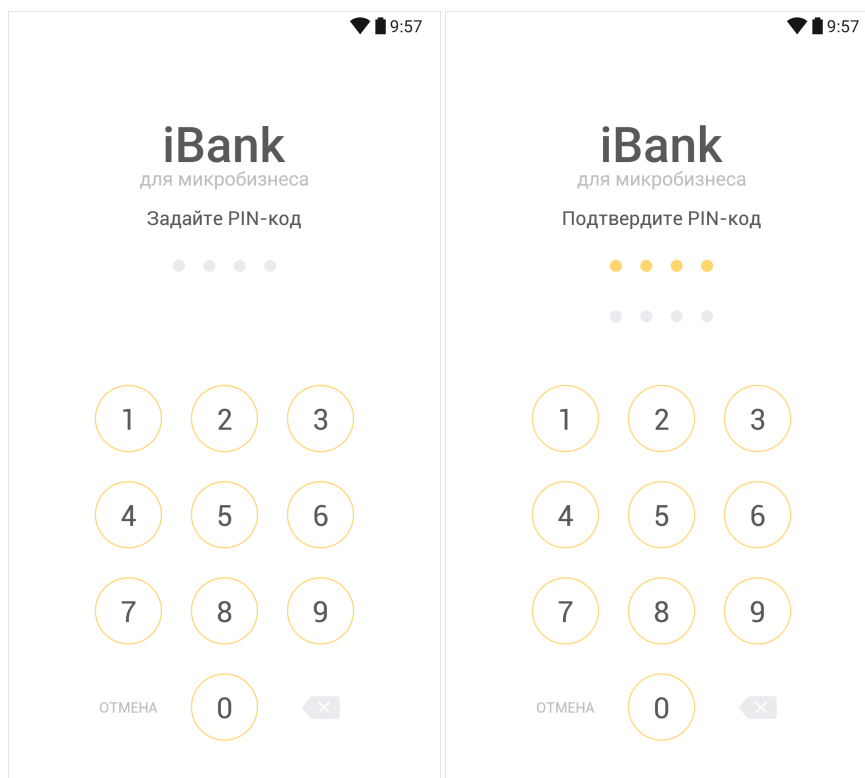 9:57
iBank
для микробизнеса
Задайте PIN-код
1 2 3
4 5 6
7 8 9
ОТМЕНА 0
9:57
iBank
для микробизнеса
Подтвердите PIN-код
1 2 3
4 5 6
7 8 9
ОТМЕНА 0